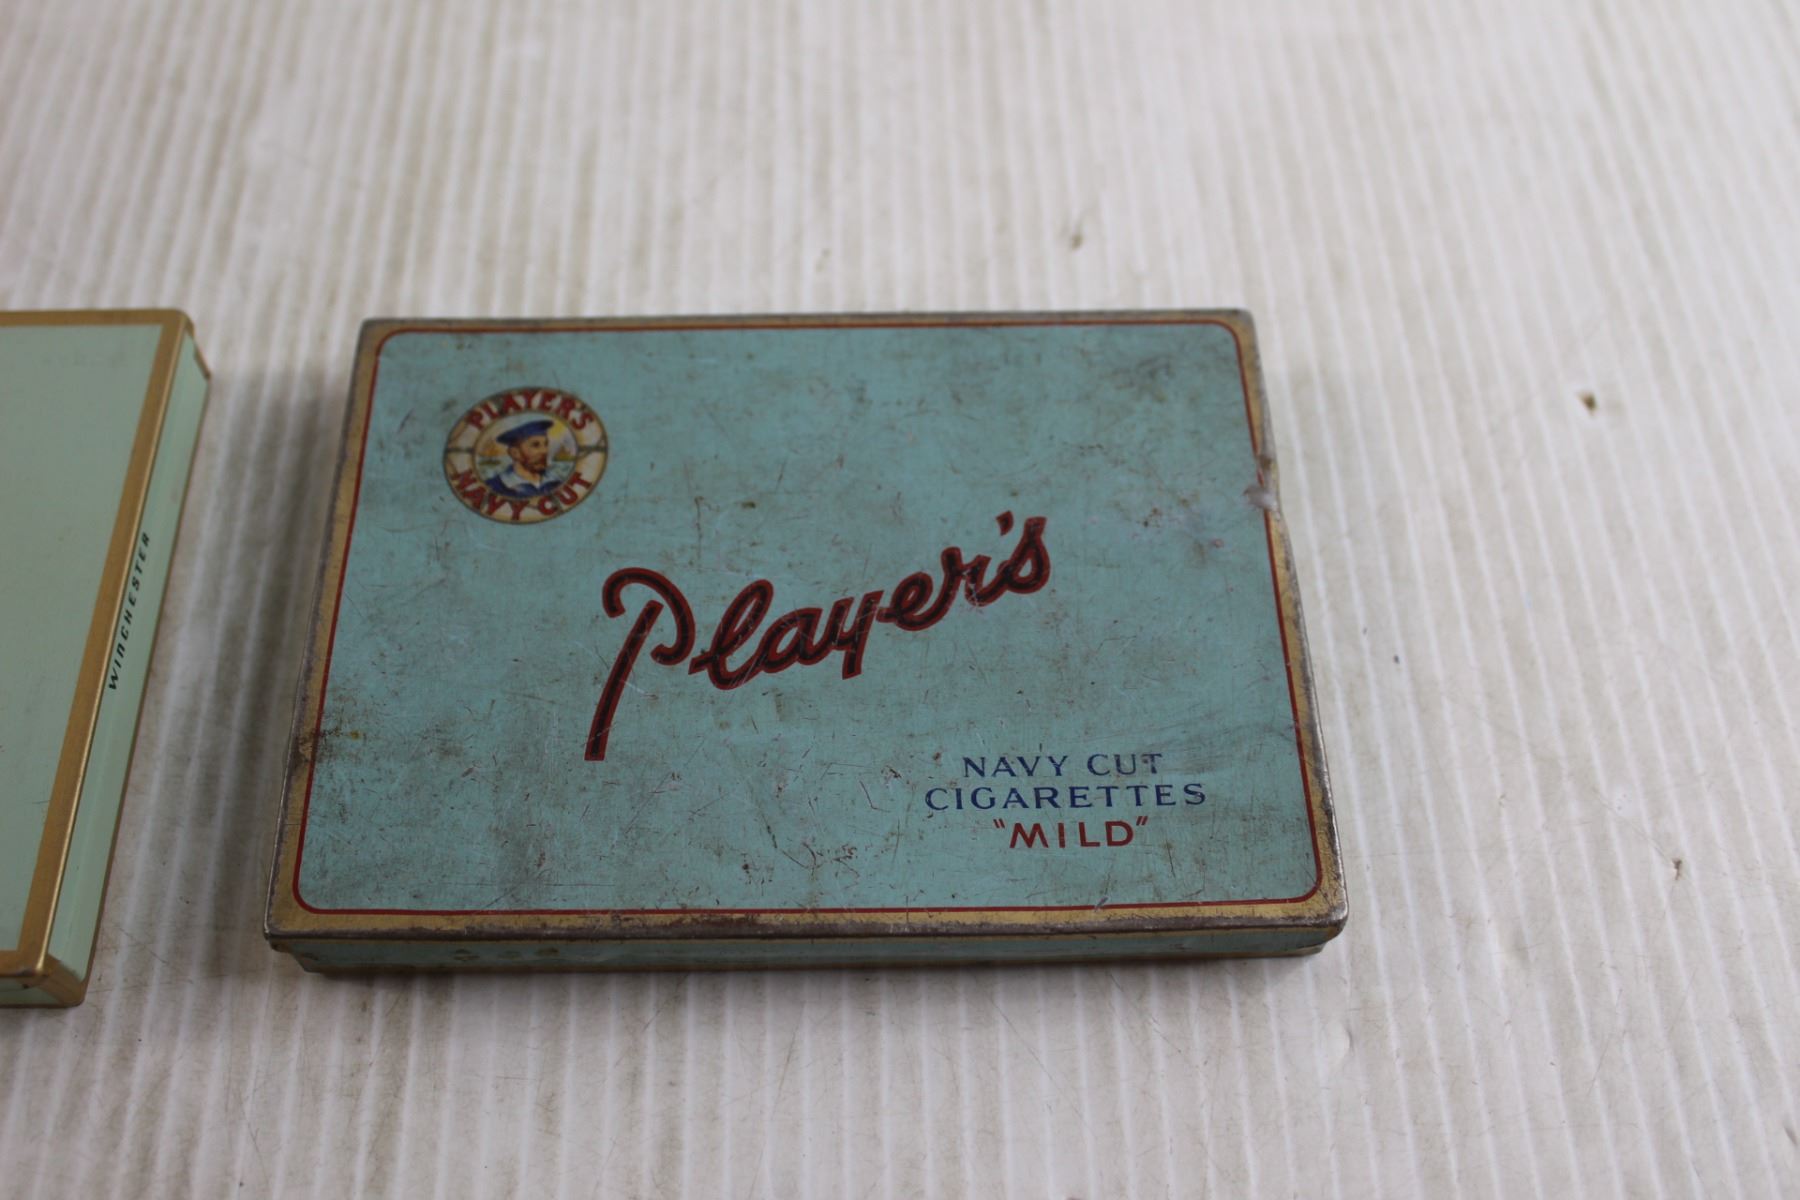 WINCHESTER
PLAYER'S
NAVY CUT
Player's
NAVY CUT
CIGARETTES
"MILD"